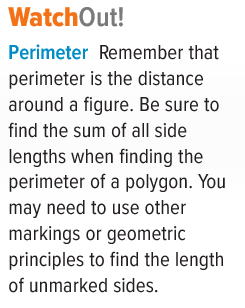 WatchOut!
Perimeter Remember that
perimeter is the distance
around a figure. Be sure to
find the sum of all side
lengths when finding the
perimeter of a polygon. You
may need to use other
markings or geometric
principles to find the length
of unmarked sides.